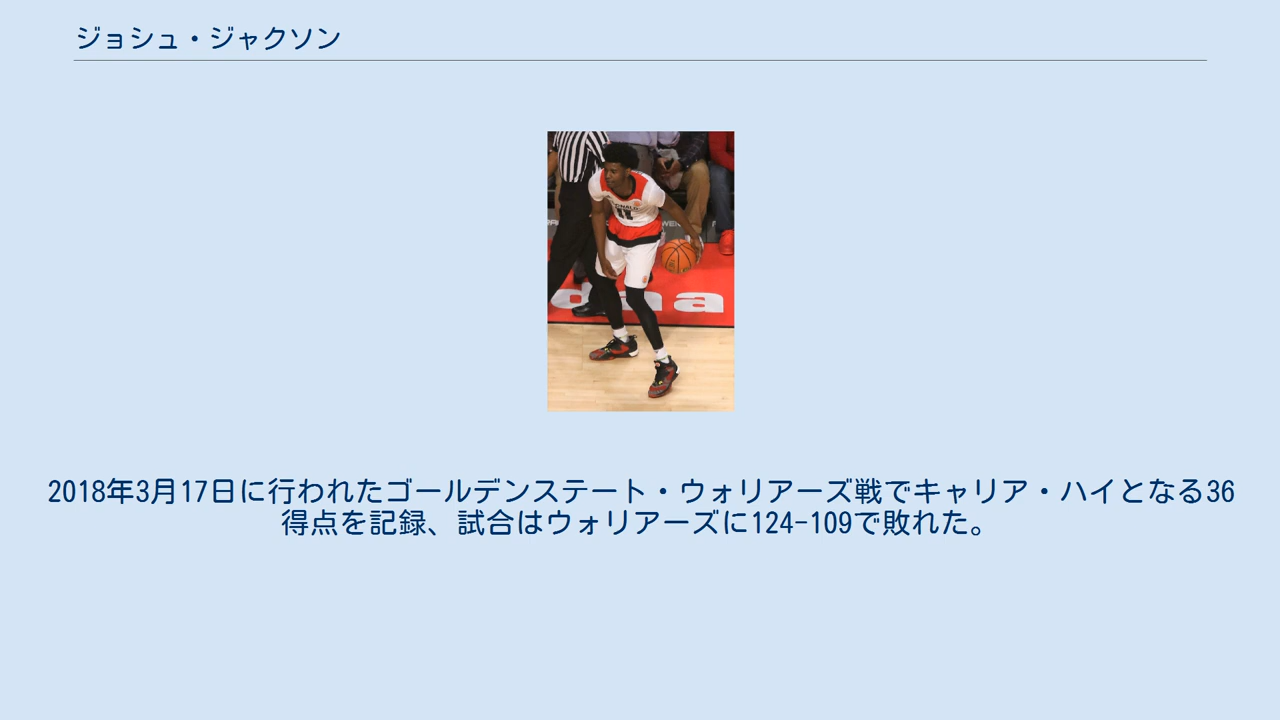 ジョシュ・ジャクソン
11
2018年3月17日に行われたゴールデンステート・ウォリアーズ戦でキャリア・ハイとなる36
得点を記録、試合はウォリアーズに124-109で敗れた。